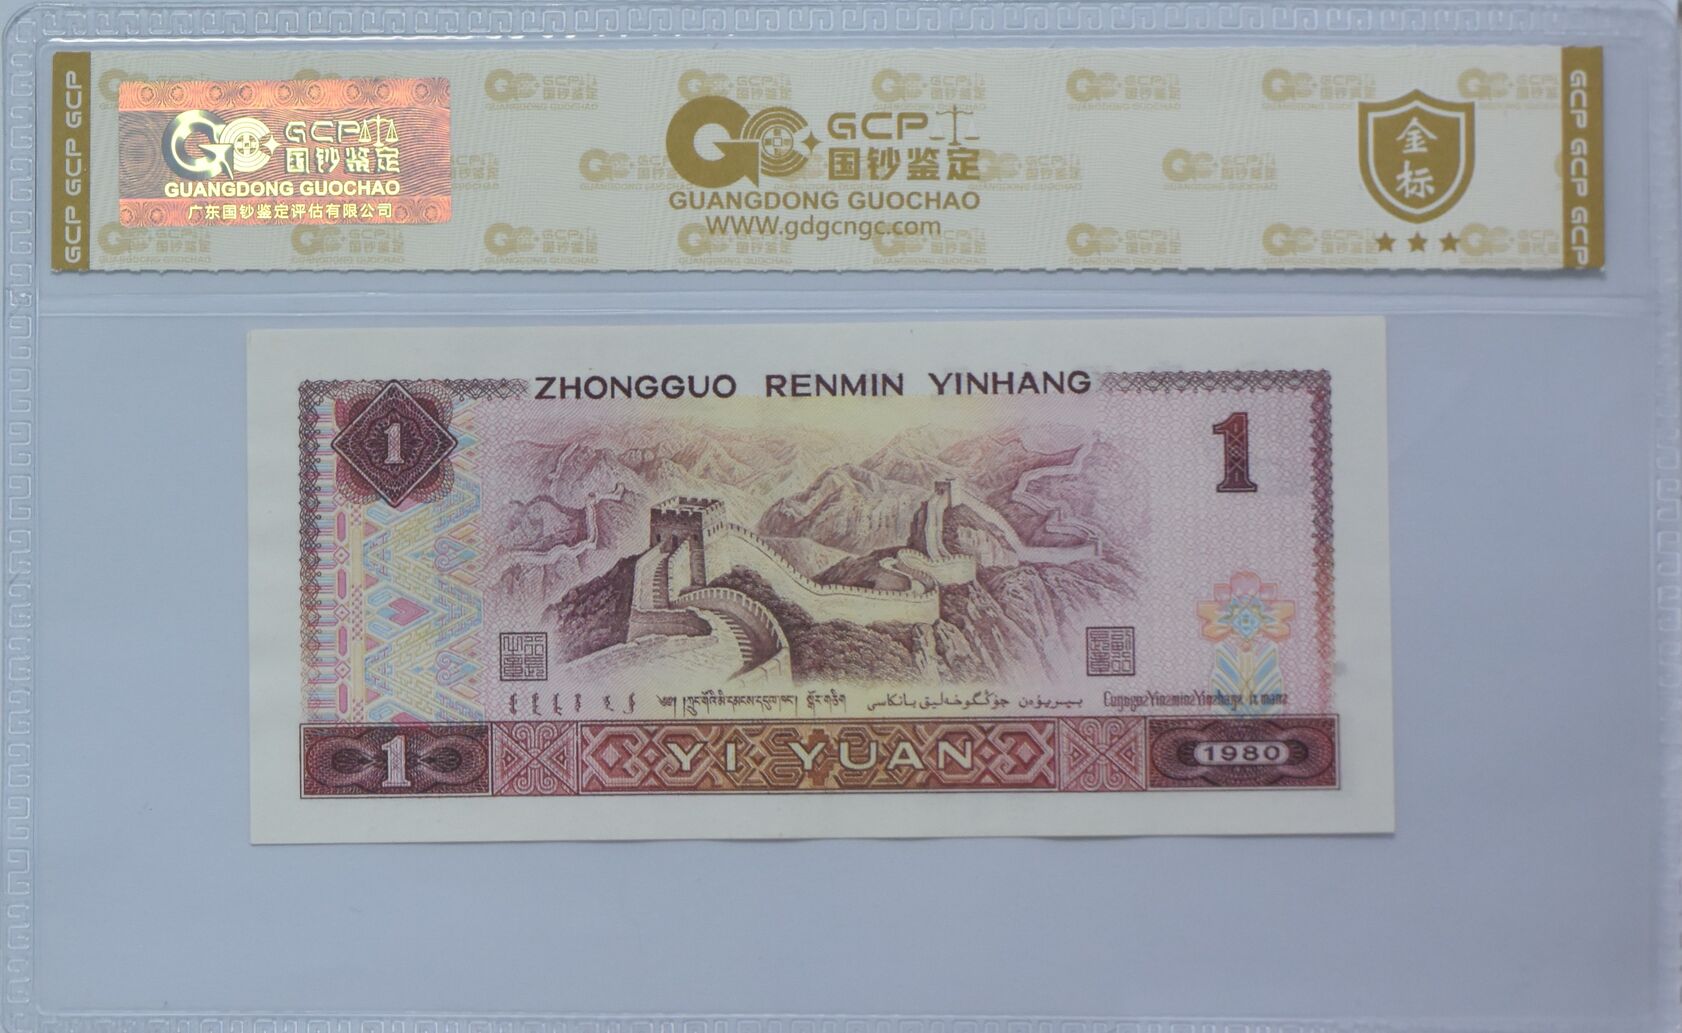 GCP GCP GCP
GCP
国钞鉴定
GUANGDONG GUOCHAO
广东国钞鉴定评估有限公司
GCP
国钞鉴定
GUANGDONG GUOCHAO
WWW.gdgcngc.com
金标
GCP GCP GCP
ZHONGGUO RENMIN YINHANG
1
1
1
YI YUAN
1980